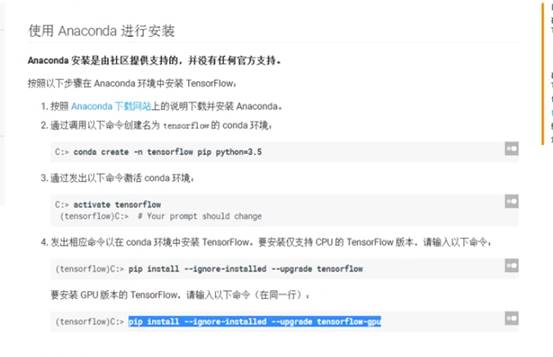 使用 Anaconda 进行安装
Anaconda 安装是由社区提供支持的，并没有任何官方支持。
按照以下步骤在 Anaconda 环境中安装 TensorFlow：
1. 按照 Anaconda 下载网站上的说明下载并安装 Anaconda。
2. 通过调用以下命令创建名为 tensorflow 的 conda 环境：
C:> conda create -n tensorflow pip python=3.5
3. 通过发出以下命令激活 conda 环境：
C:> activate tensorflow
(tensorflow)C:> # Your prompt should change
4. 发出相应命令以在 conda 环境中安装 TensorFlow。要安装仅支持 CPU 的 TensorFlow 版本，请输入以下命令：
(tensorflow)C:> pip install --ignore-installed --upgrade tensorflow
要安装 GPU 版本的 TensorFlow，请输入以下命令（在同一行）：
(tensorflow)C:> pip install --ignore-installed --upgrade tensorflow-gpu